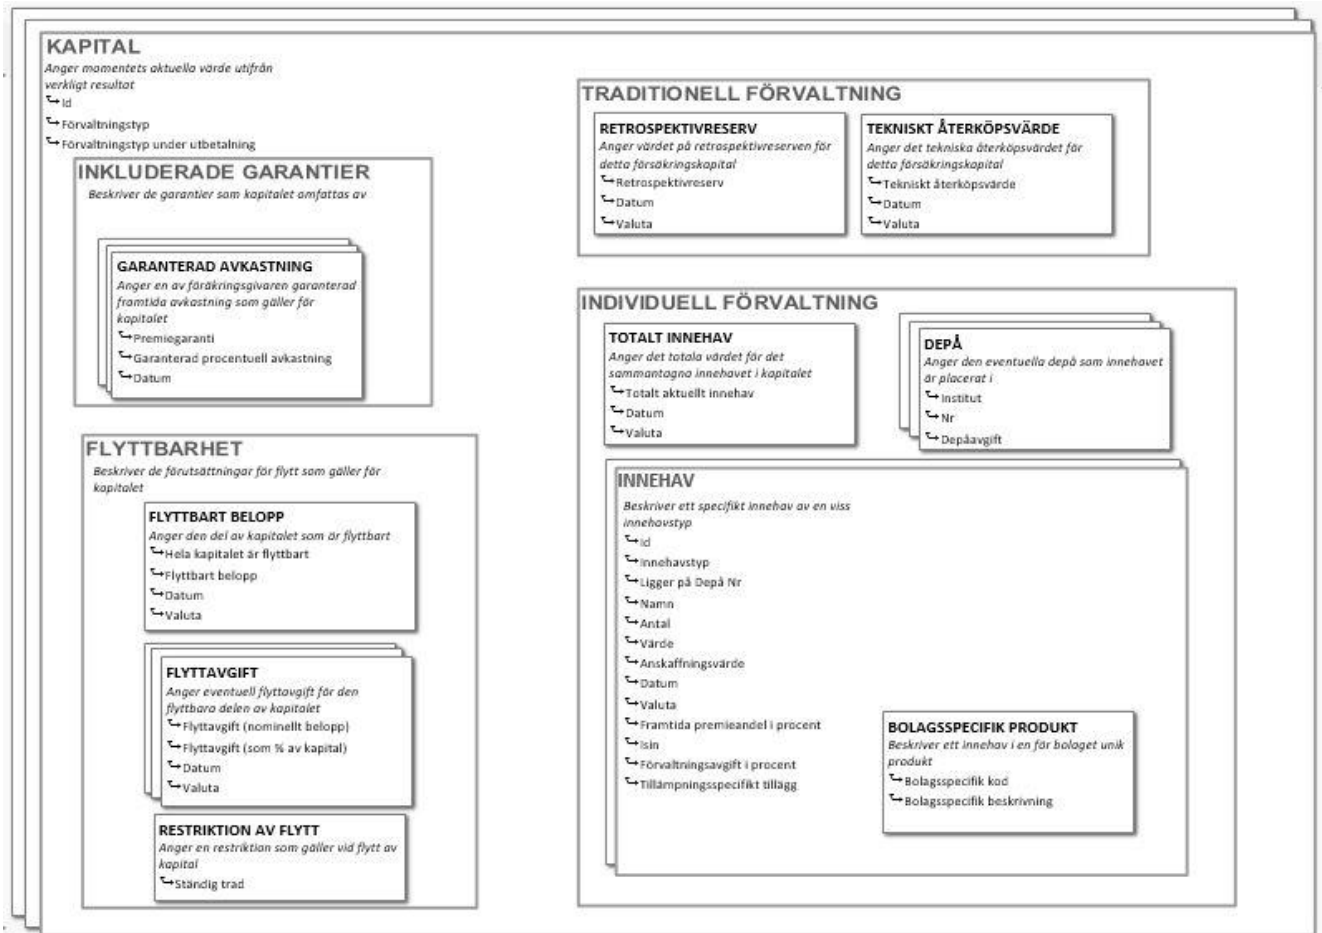 KAPITAL
Anger momentets aktuella värde utifrån
verkligt resultat
Id
Förvaltningstyp
Förvaltningstyp under utbetalning
INKLUDERADE GARANTIER
Beskriver de garantier som kapitalet omfattas av
GARANTERAD AVKASTNING
Anger en av föräkringsgivaren garanterad
framtida avkastning som gäller för
kapitalet
Premiegaranti
Garanterad procentuell avkastning
Datum
FLYTTBARHET
Beskriver de förutsättningar för flytt som gäller för
kapitalet
FLYTTBART BELOPP
Anger den del av kapitalet som är flyttbart
Hela kapitalet är flyttbart
Flyttbart belopp
Datum
Valuta
FLYTTAVGIFT
Anger eventuell flyttavgift för den
flyttbara delen av kapitalet
Flyttavgift (nominellt belopp)
Flyttavgift (som % av kapital)
Datum
Valuta
RESTRIKTION AV FLYTT
Anger en restriktion som gäller vid flytt av
kapital
Ständig trad
TRADITIONELL FÖRVALTNING
RETROSPEKTIVRESERV
Anger värdet på retrospektivreserven för
detta försäkringskapital
Retrospektivreserv
Datum
Valuta
TEKNISKT ÅTERKÖPSVÄRDE
Anger det tekniska återköpsvärdet för
detta försäkringskapital
Tekniskt återköpsvärde
Datum
Valuta
INDIVIDUELL FÖRVALTNING
TOTALT INNEHAV
Anger det totala värdet för det
sammantagna innehavet i kapitalet
Totalt aktuellt innehav
Datum
Valuta
DEPÅ
Anger den eventuella depå som innehavet
är placerat i
Institut
Nr
Depåavgift
INNEHAV
Beskriver ett specifikt innehav av en viss
innehavstyp
Id
Innehavstyp
Ligger på Depå Nr
Namn
Antal
Värde
Anskaffningsvärde
Datum
Valuta
Framtida premieandel i procent
Isin
Förvaltningsavgift i procent
Tillämpningsspecifikt tillägg
BOLAGSSPECIFIK PRODUKT
Beskriver ett innehav i en för bolaget unik
produkt
Bolagsspecifik kod
Bolagsspecifik beskrivning